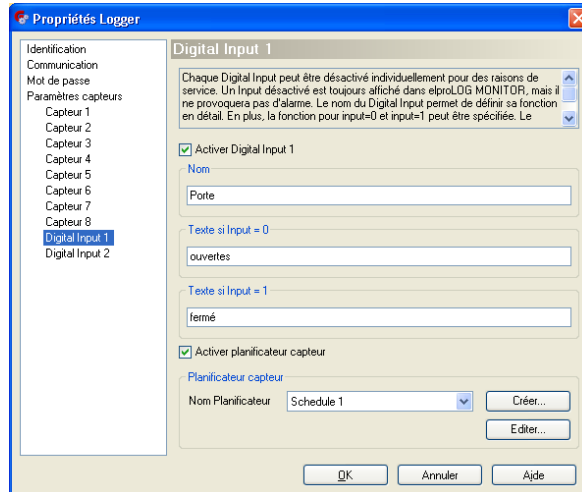 Propriétés Logger
Identification
Communication
Mot de passe
Paramètres capteurs
Capteur 1
Capteur 2
Capteur 3
Capteur 4
Capteur 5
Capteur 6
Capteur 7
Capteur 8
Digital Input 1
Digital Input 2
Digital Input 1
Chaque Digital Input peut être désactivé individuellement pour des raisons de
service. Un Input désactivé est toujours affiché dans elproLOG MONITOR, mais il
ne provoquera pas d'alarme. Le nom du Digital Input permet de définir sa fonction
en détail. En plus, la fonction pour input=0 et input=1 peut être spécifiée. Le
Activer Digital Input 1
Nom
Porte
Texte si Input = 0
ouvertes
Texte si Input = 1
fermé
Activer planificateur capteur
Planificateur capteur
Nom Planificateur
Schedule 1
Créer...
Editer...
OK
Annuler
Aide